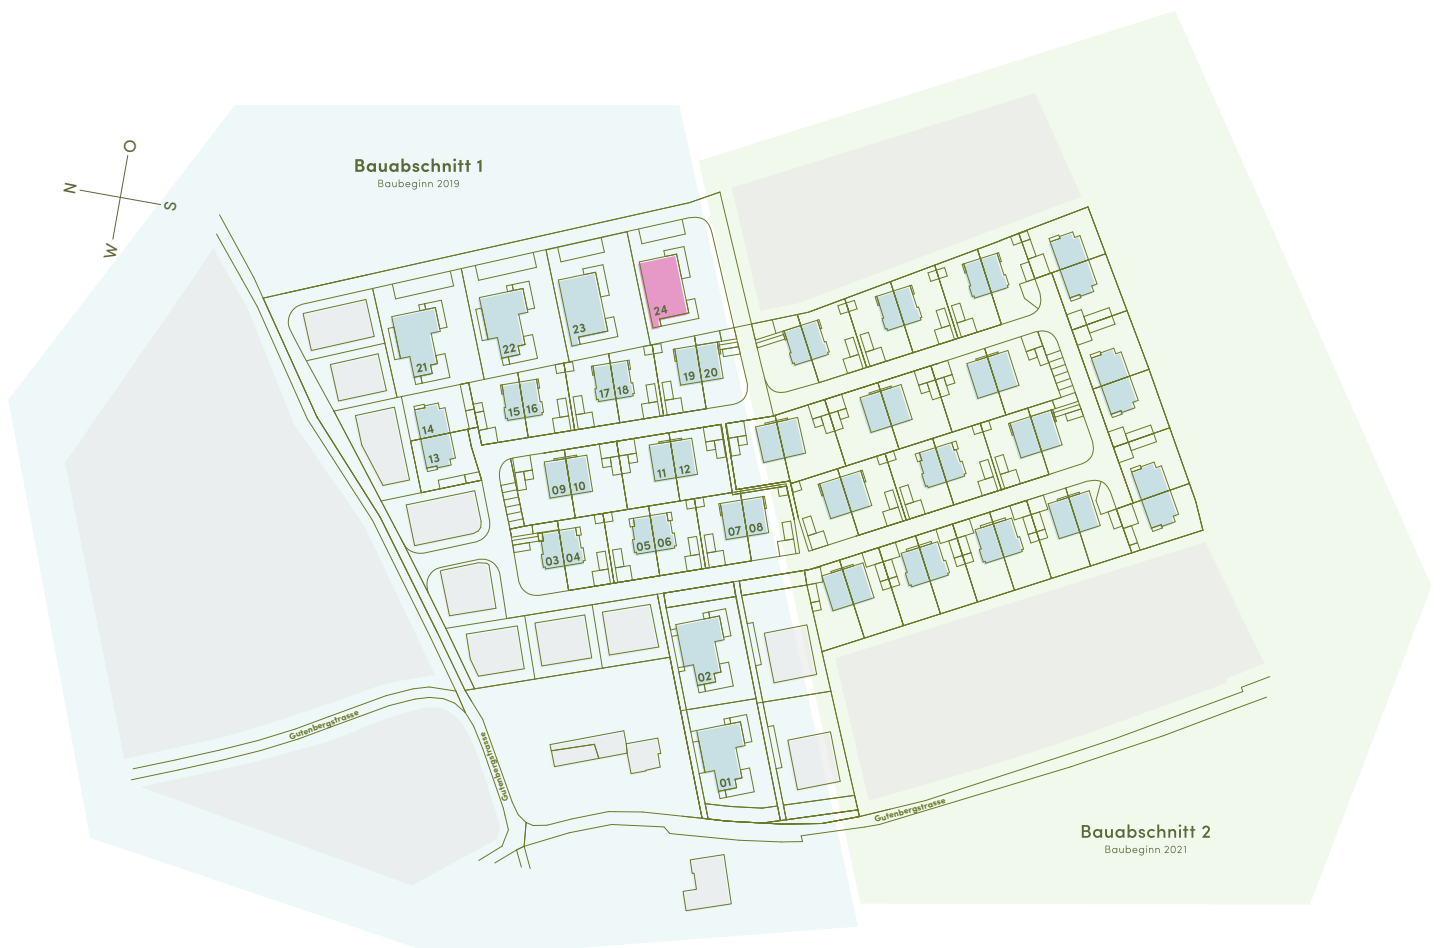 O
N
S
W
Bauabschnitt 1
Baubeginn 2019
24
23
22
21
19 20
17 18
15 16
14
13
11 12
09 10
07 08
05 06
03 04
02
01
Gutenbergstrasse
Gutenbergstrasse
Gutenbergstrasse
Bauabschnitt 2
Baubeginn 2021